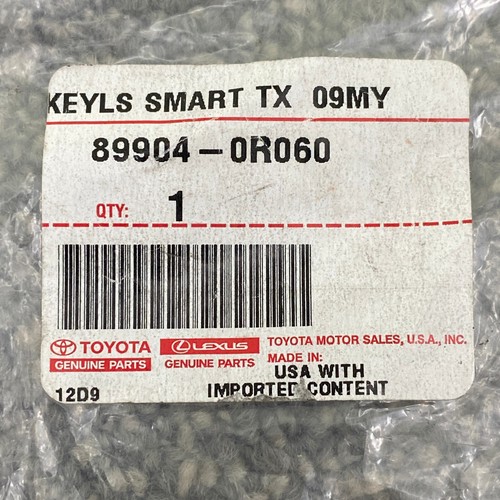 KEYLS SMART TX 09MY
89904-0R060
QTY: 1
TOYOTA
GENUINE PARTS
LEXUS
GENUINE PARTS
TOYOTA MOTOR SALES, U.S.A., INC.
MADE IN:
USA WITH
IMPORTED CONTENT
12D9